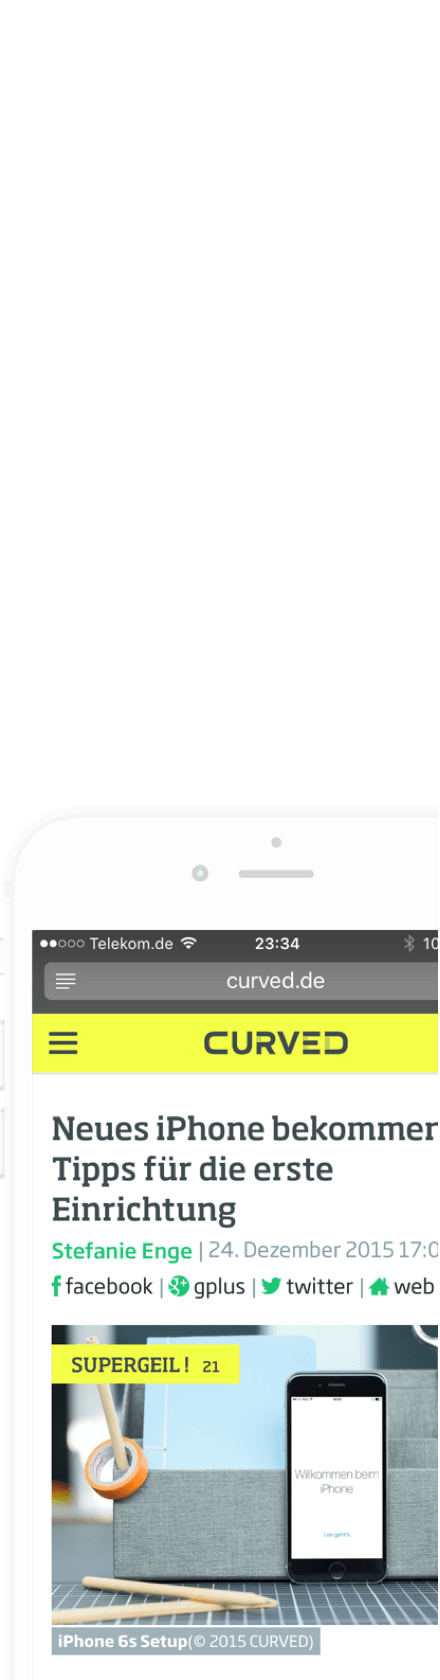 Telekom.de 23:34 10
curved.de
CURVED
Neues iPhone bekommen
Tipps für die erste
Einrichtung
Stefanie Enge | 24. Dezember 2015 17:0
facebook | gplus | twitter | web
SUPERGEIL! 21
Willkommen beim
iPhone
Los geht's
iPhone 6s Setup(© 2015 CURVED)